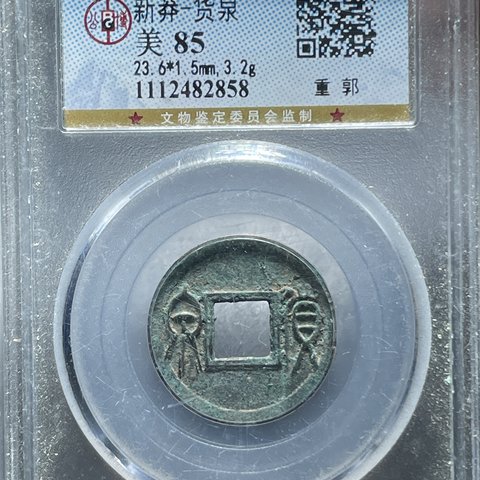 新莽-货泉
美 85
23.6*1.5mm,3.2g
1112482858
重 郭
★ 文物鉴定委员会监制 ★
貨泉